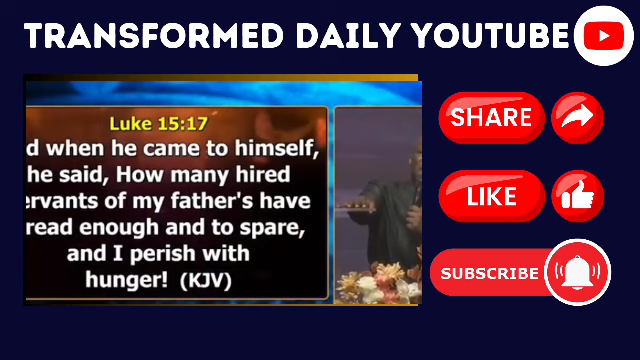 TRANSFORMED DAILY YOUTUBE
Luke 15:17
d when he came to himself,
he said, How many hired
ervants of my father's have
read enough and to spare,
and I perish with
hunger! (KJV)
SHARE
LIKE
SUBSCRIBE